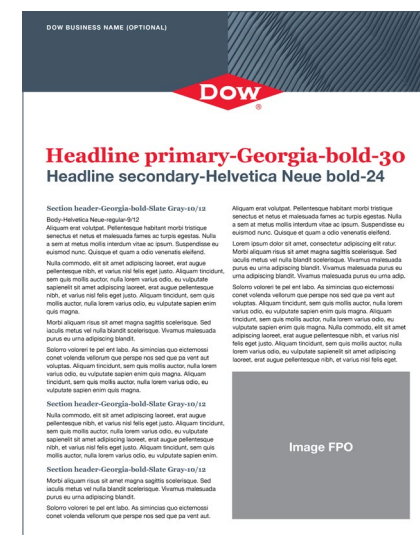 DOW BUSINESS NAME (OPTIONAL)
Dow
®
Headline primary-Georgia-bold-30
Headline secondary-Helvetica Neue bold-24
Section header-Georgia-bold-Slate Gray-10/12
Body-Helvetica Neue-regular-9/12
Aliquam erat volutpat. Pellentesque habitant morbi tristique
senectus et netus et malesuada fames ac turpis egestas. Nulla
a sem at metus mollis interdum vitae ac ipsum. Suspendisse eu
euismod nunc. Quisque et quam a odio venenatis eleifend.
Nulla commodo, elit sit amet adipiscing laoreet, erat augue
pellentesque nibh, et varius nisl felis eget justo. Aliquam tincidunt,
sem quis mollis auctor, nulla lorem varius odio, eu vulputate
sapienelit sit amet adipiscing laoreet, erat augue pellentesque
nibh, et varius nisl felis eget justo. Aliquam tincidunt, sem quis
mollis auctor, nulla lorem varius odio, eu vulputate sapien enim
quis magna.
Morbi aliquam risus sit amet magna sagittis scelerisque. Sed
iaculis metus vel nulla blandit scelerisque. Vivamus malesuada
purus eu urna adipiscing blandit.
Solorro voloreri te pel ent labo. As simincias quo eictemossi
conet volenda vellorum que perspe nos sed que pa vent aut
voluptas. Aliquam tincidunt, sem quis mollis auctor, nulla lorem
varius odio, eu vulputate sapien enim quis magna. Aliquam
tincidunt, sem quis mollis auctor, nulla lorem varius odio, eu
vulputate sapien enim quis magna.
Section header-Georgia-bold-Slate Gray-10/12
Nulla commodo, elit sit amet adipiscing laoreet, erat augue
pellentesque nibh, et varius nisl felis eget justo. Aliquam tincidunt,
sem quis mollis auctor, nulla lorem varius odio, eu vulputate
sapienelit sit amet adipiscing laoreet, erat augue pellentesque
nibh, et varius nisl felis eget justo. Aliquam tincidunt, sem quis
mollis auctor, nulla lorem varius odio, eu vulputate sapien enim.
Section header-Georgia-bold-Slate Gray-10/12
Morbi aliquam risus sit amet magna sagittis scelerisque. Sed
iaculis metus vel nulla blandit scelerisque. Vivamus malesuada
purus eu urna adipiscing blandit.
Solorro voloreri te pel ent labo. As simincias quo eictemossi
conet volenda vellorum que perspe nos sed que pa vent aut.
Aliquam erat volutpat. Pellentesque habitant morbi tristique
senectus et netus et malesuada fames ac turpis egestas. Nulla
a sem at metus mollis interdum vitae ac ipsum. Suspendisse eu
euismod nunc. Quisque et quam a odio venenatis eleifend.
Lorem ipsum dolor sit amet, consectetur adipiscing elit ratur.
Morbi aliquam risus sit amet magna sagittis scelerisque. Sed
iaculis metus vel nulla blandit scelerisque. Vivamus malesuada
purus eu urna adipiscing blandit. Vivamus malesuada purus eu
purus eu urna adipiscing blandit. Vivamus malesuada purus eu urna adip.
Solorro voloreri te pel ent labo. As simincias quo eictemossi
conet volenda vellorum que perspe nos sed que pa vent aut
voluptas. Aliquam tincidunt, sem quis mollis auctor, nulla lorem
varius odio, eu vulputate sapien enim quis magna. Aliquam
tincidunt, sem quis mollis auctor, nulla lorem varius odio, eu
vulputate sapien enim quis magna. Nulla commodo, elit sit amet
adipiscing laoreet, erat augue pellentesque nibh, et varius nisl
felis eget justo. Aliquam tincidunt, sem quis mollis auctor, nulla
lorem varius odio, eu vulputate sapienelit sit amet adipiscing
laoreet, erat augue pellentesque nibh, et varius nisl felis eget.
Image FPO